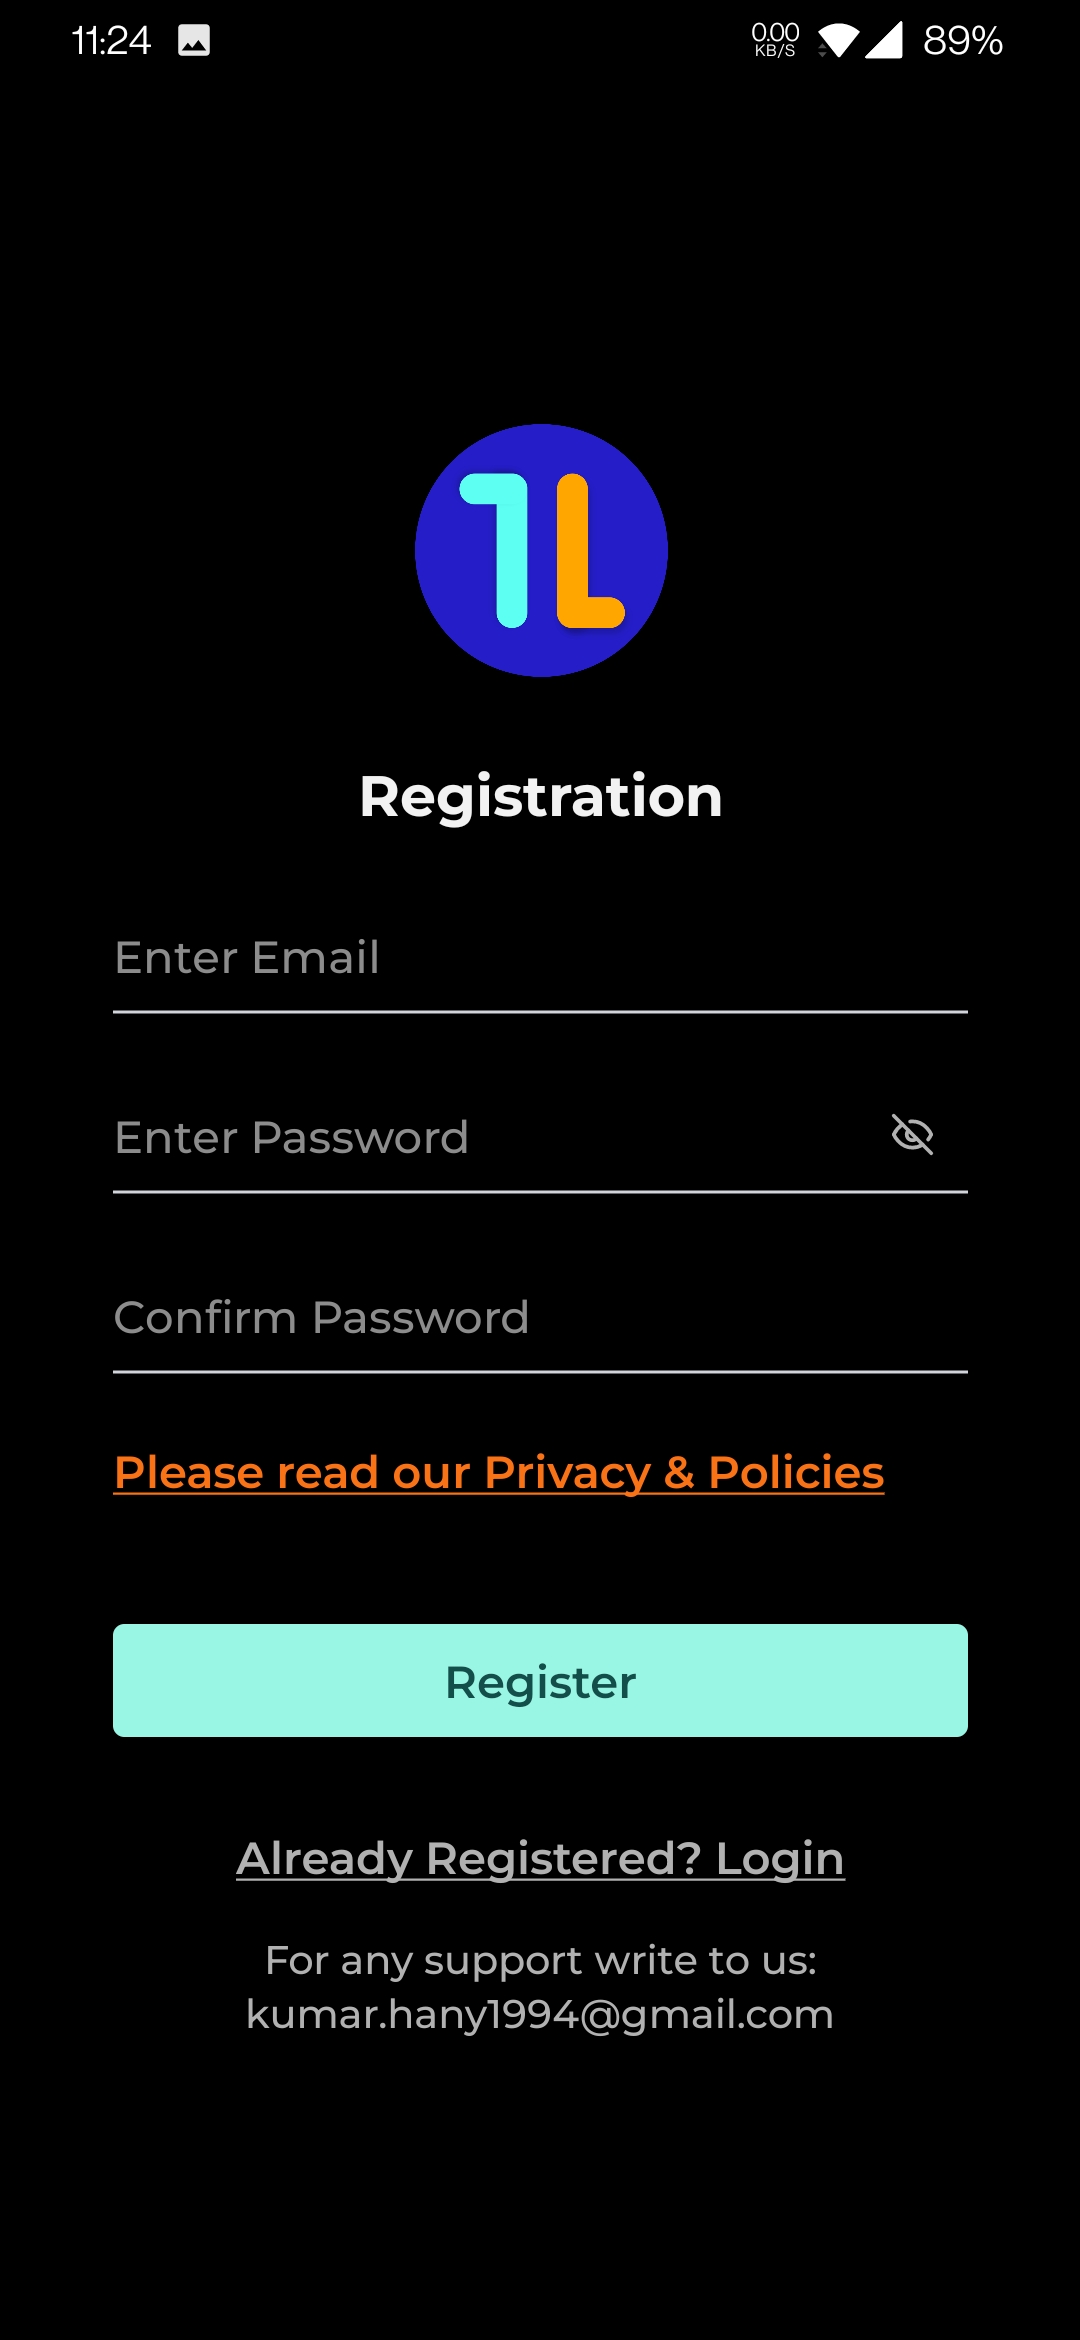 11:24
0.00
KB/S
89%
1L
Registration
Enter Email
Enter Password
Confirm Password
Please read our Privacy & Policies
Register
Already Registered? Login
For any support write to us:
kumar.hany1994@gmail.com